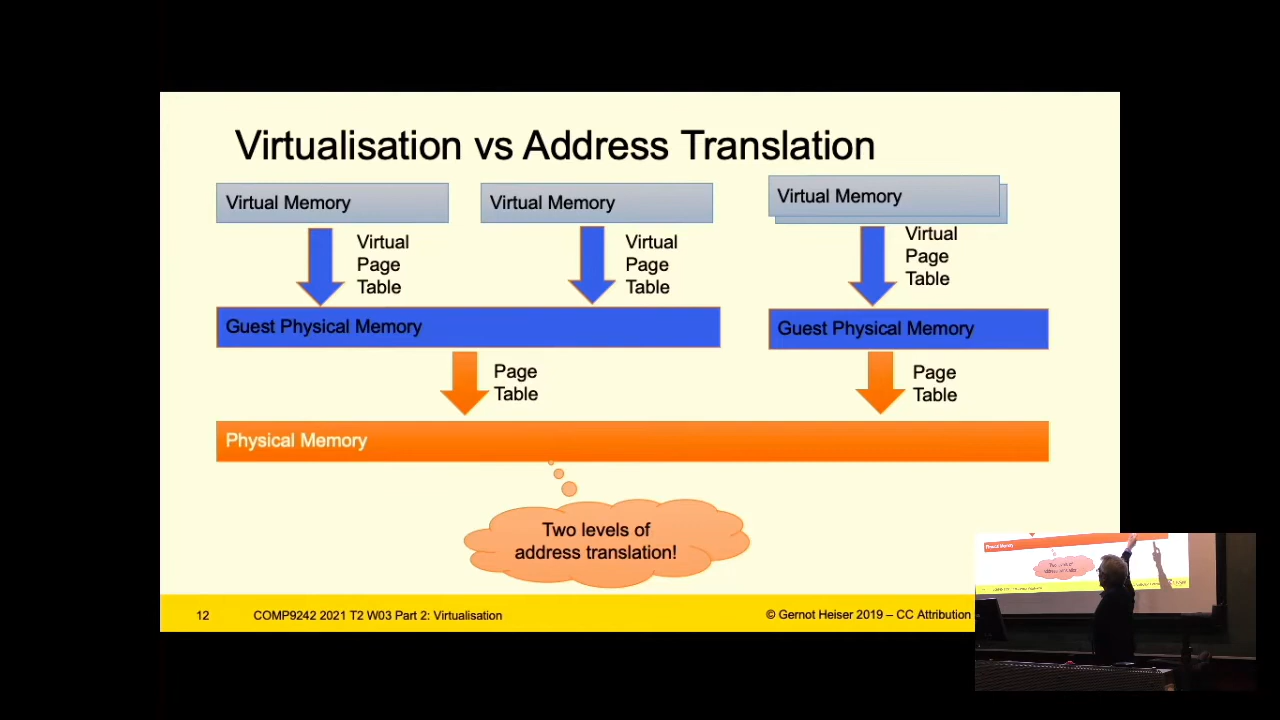 Virtualisation vs Address Translation
Virtual Memory
Virtual Memory
Virtual Memory
Virtual
Page
Table
Virtual
Page
Table
Virtual
Page
Table
Guest Physical Memory
Guest Physical Memory
Page
Table
Page
Table
Physical Memory
Two levels of
address translation!
12 COMP9242 2021 T2 W03 Part 2: Virtualisation © Gernot Heiser 2019 – CC Attribution